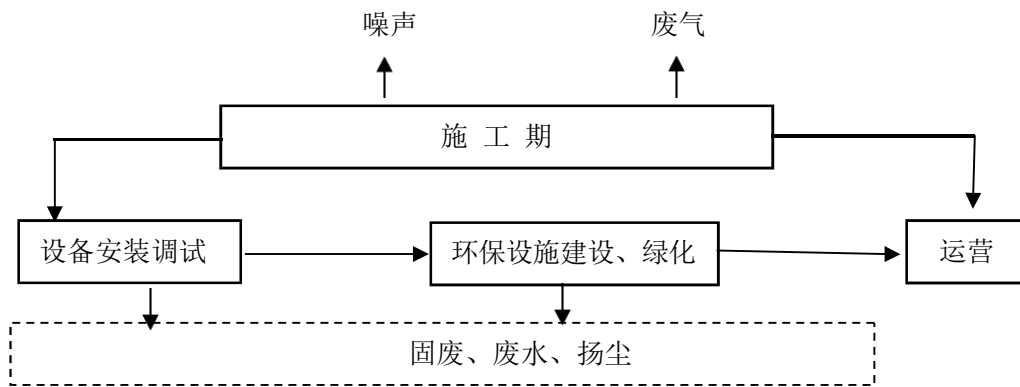 噪声 废气
施 工 期
设备安装调试 环保设施建设、绿化 运营
固废、废水、扬尘